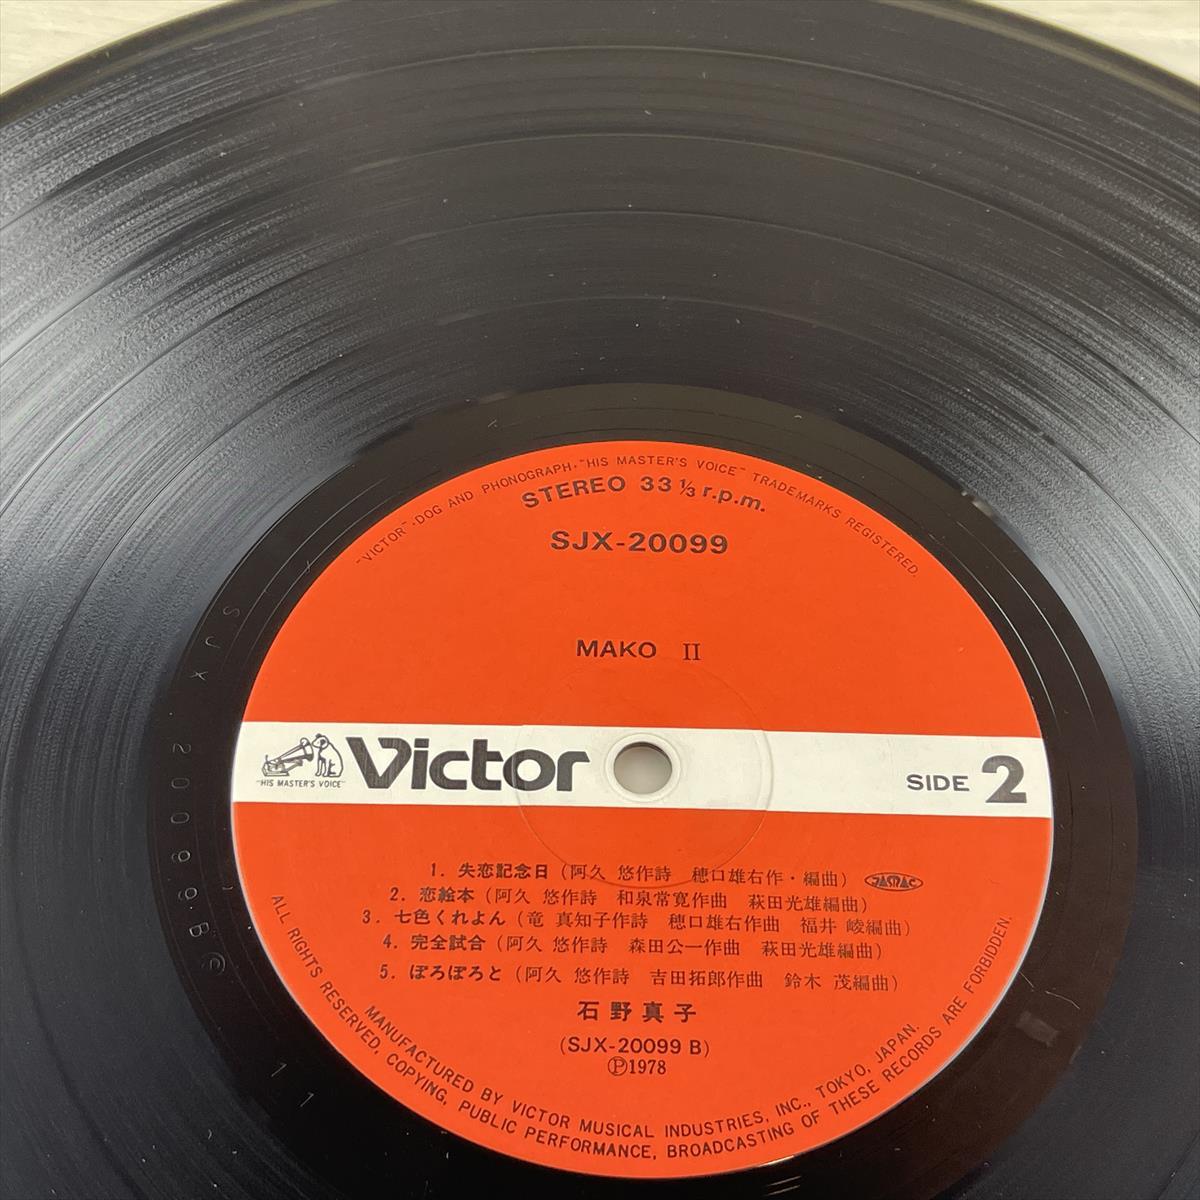 "VICTOR"-DOG AND PHONOGRAPH, "HIS MASTER'S VOICE" TRADEMARKS REGISTERED.
STEREO 33 1/3 r.p.m.
SJX-20099
MAKO II
"HIS MASTER'S VOICE"
Victor
SIDE 2
1. 失恋記念日 (阿久 悠作詩 穂口雄右作・編曲) JASRAC
2. 恋絵本 (阿久 悠作詩 和泉常寛作曲 萩田光雄編曲)
3. 七色くれよん (竜 真知子作詩 穂口雄右作曲 福井 崚編曲)
4. 完全試合 (阿久 悠作詩 森田公一作曲 萩田光雄編曲)
5. ぽろぽろと (阿久 悠作詩 吉田拓郎作曲 鈴木 茂編曲)
石野真子
(SJX-20099 B)
Ⓟ1978
MANUFACTURED BY VICTOR MUSICAL INDUSTRIES, INC., TOKYO, JAPAN.
ALL RIGHTS RESERVED, COPYING, PUBLIC PERFORMANCE, BROADCASTING OF THESE RECORDS ARE FORBIDDEN.
SJX 20099·B
11